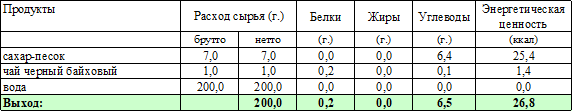 Продукты Расход сырья (г.) Белки Жиры Углеводы Энергетическая ценность
брутто нетто (г.) (г.) (г.) (ккал)
сахар-песок 7,0 7,0 0,0 0,0 6,4 25,4
чай черный байховый 1,0 1,0 0,2 0,0 0,1 1,4
вода 200,0 200,0 0,0 0,0 0,0 0,0
Выход: 200,0 0,2 0,0 6,5 26,8